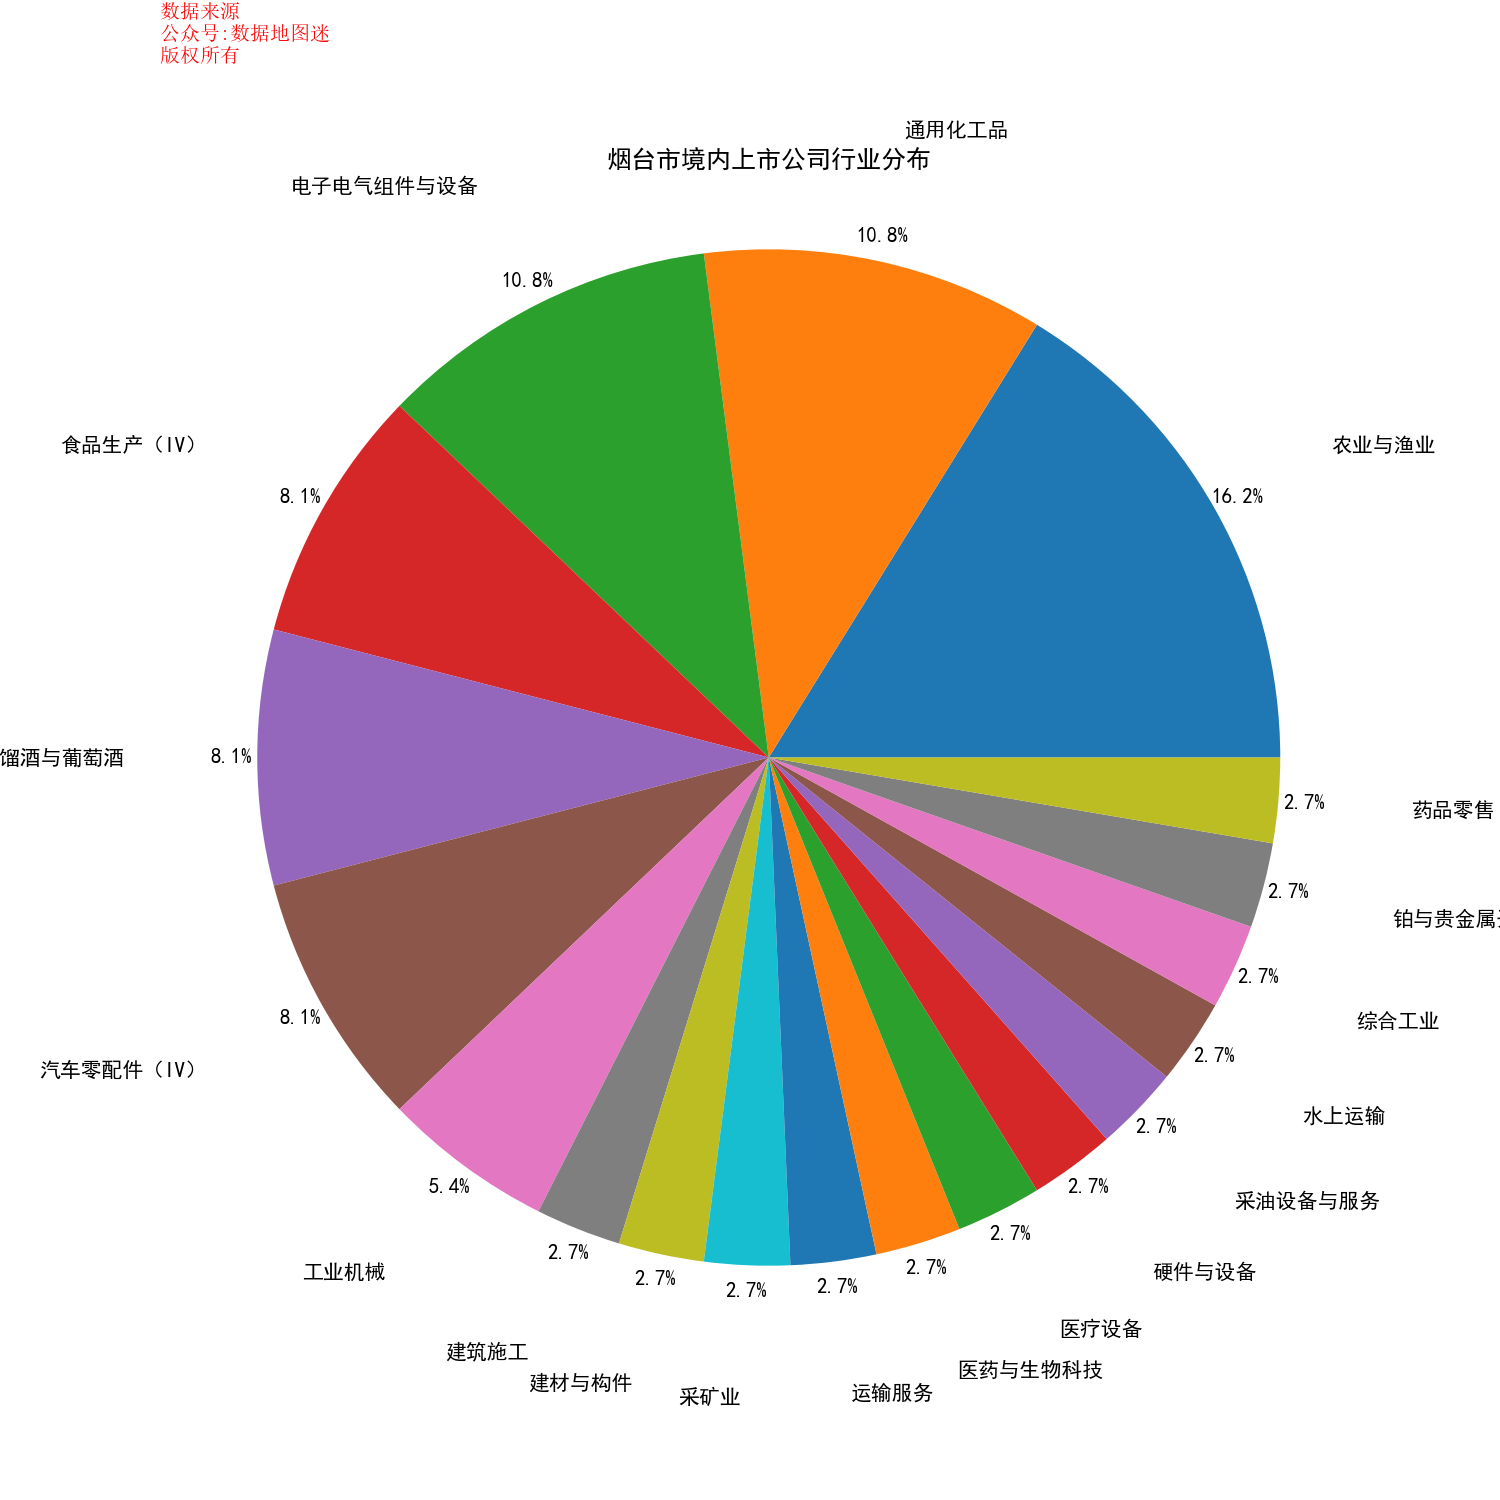 数据来源
公众号:数据地图迷
版权所有
通用化工品
烟台市境内上市公司行业分布
电子电气组件与设备
10.8%
10.8%
食品生产（IV）
农业与渔业
8.1%
16.2%
馏酒与葡萄酒
8.1%
2.7%
药品零售
2.7%
铂与贵金属
2.7%
8.1%
综合工业
2.7%
汽车零配件（IV）
水上运输
2.7%
5.4%
2.7%
采油设备与服务
2.7%
2.7%
2.7%
工业机械
硬件与设备
2.7%
2.7%
2.7%
医疗设备
建筑施工
医药与生物科技
建材与构件
运输服务
采矿业